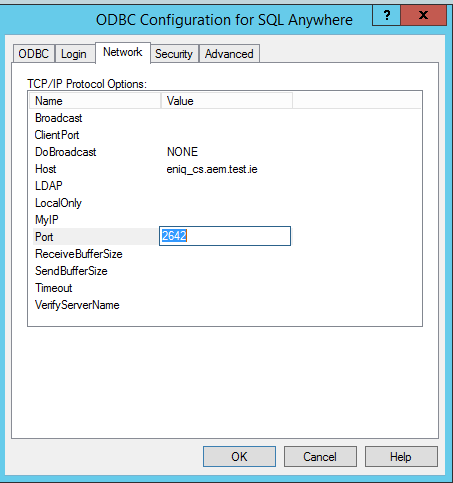 ODBC Configuration for SQL Anywhere ? x
ODBC Login Network Security Advanced
TCP/IP Protocol Options:
Name Value
Broadcast
ClientPort
DoBroadcast NONE
Host eniq_cs.aem.test.ie
LDAP
LocalOnly
MyIP
Port 2642
ReceiveBufferSize
SendBufferSize
Timeout
VerifyServerName
OK Cancel Help